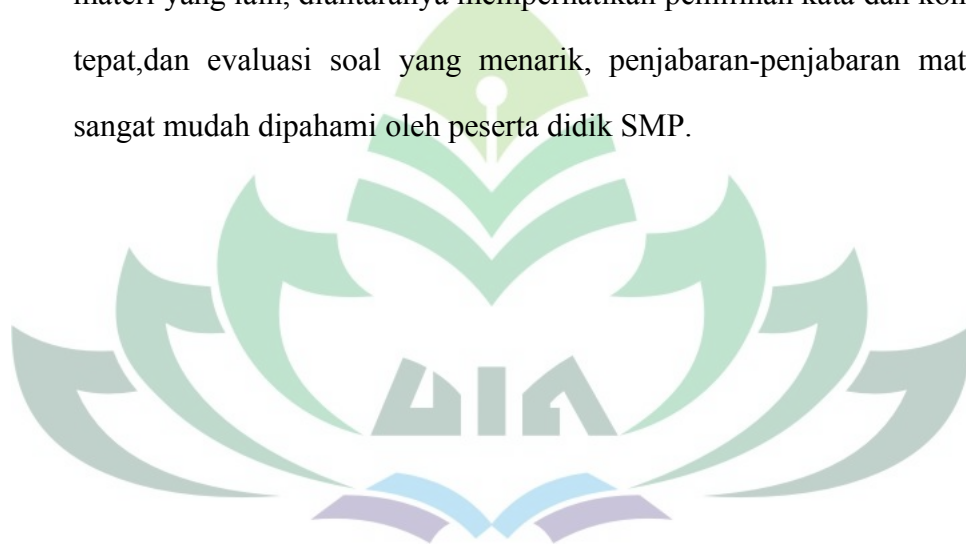 materi yang lain, diantaranya memperhatikan pemilihan kata dan
tepat,dan evaluasi soal yang menarik, penjabaran-penjabaran
sangat mudah dipahami oleh peserta didik SMP.
UIN